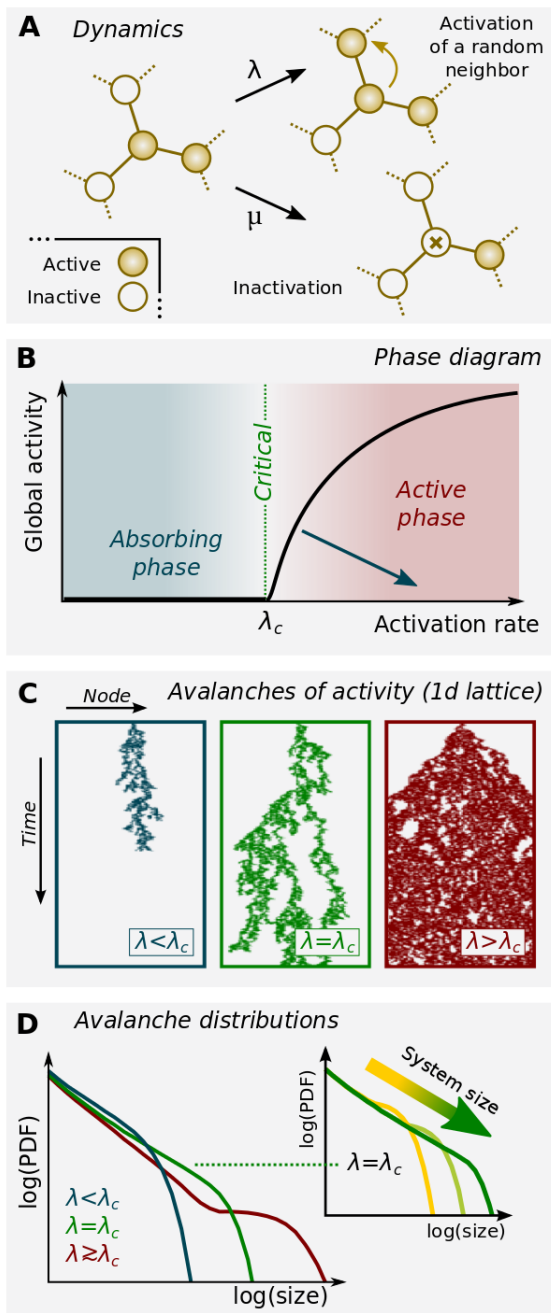 A
Dynamics
λ
Activation
of a random
neighbor
μ
Active
Inactive
Inactivation
B
Phase diagram
Global activity
Critical
Absorbing
phase
Active
phase
λc
Activation rate
C
Node
Avalanches of activity (1d lattice)
Time
λ<λc
λ=λc
λ>λc
D
Avalanche distributions
log(PDF)
λ<λc
λ=λc
λ≳λc
log(size)
System size
log(PDF)
λ=λc
log(size)